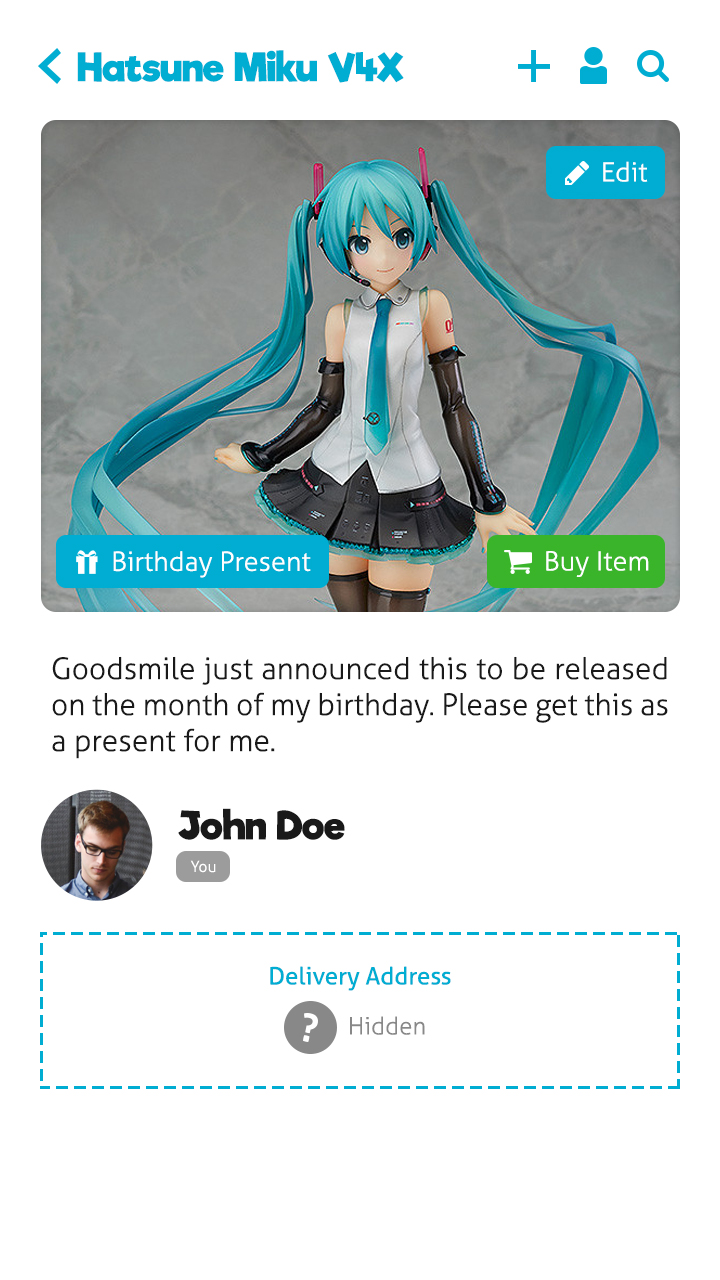 Hatsune Miku V4X
Edit
Birthday Present
Buy Item
Goodsmile just announced this to be released
on the month of my birthday. Please get this as
a present for me.
John Doe
You
Delivery Address
?
Hidden